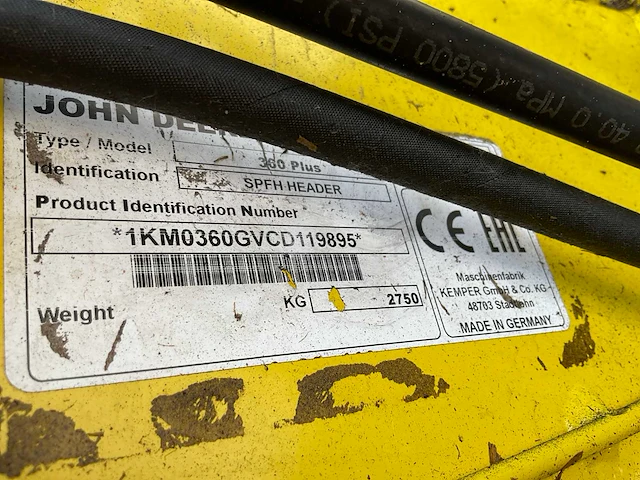 40.0 MPa (5800 PSI)
JOHN DEERE
Type / Model
360 Plus
Identification
SPFH HEADER
Product Identification Number
*1KM0360GVCD119895*
Weight
KG
2750
CE EAC
Maschinenfabrik
KEMPER GmbH & Co. KG
48703 Stadtlohn
MADE IN GERMANY